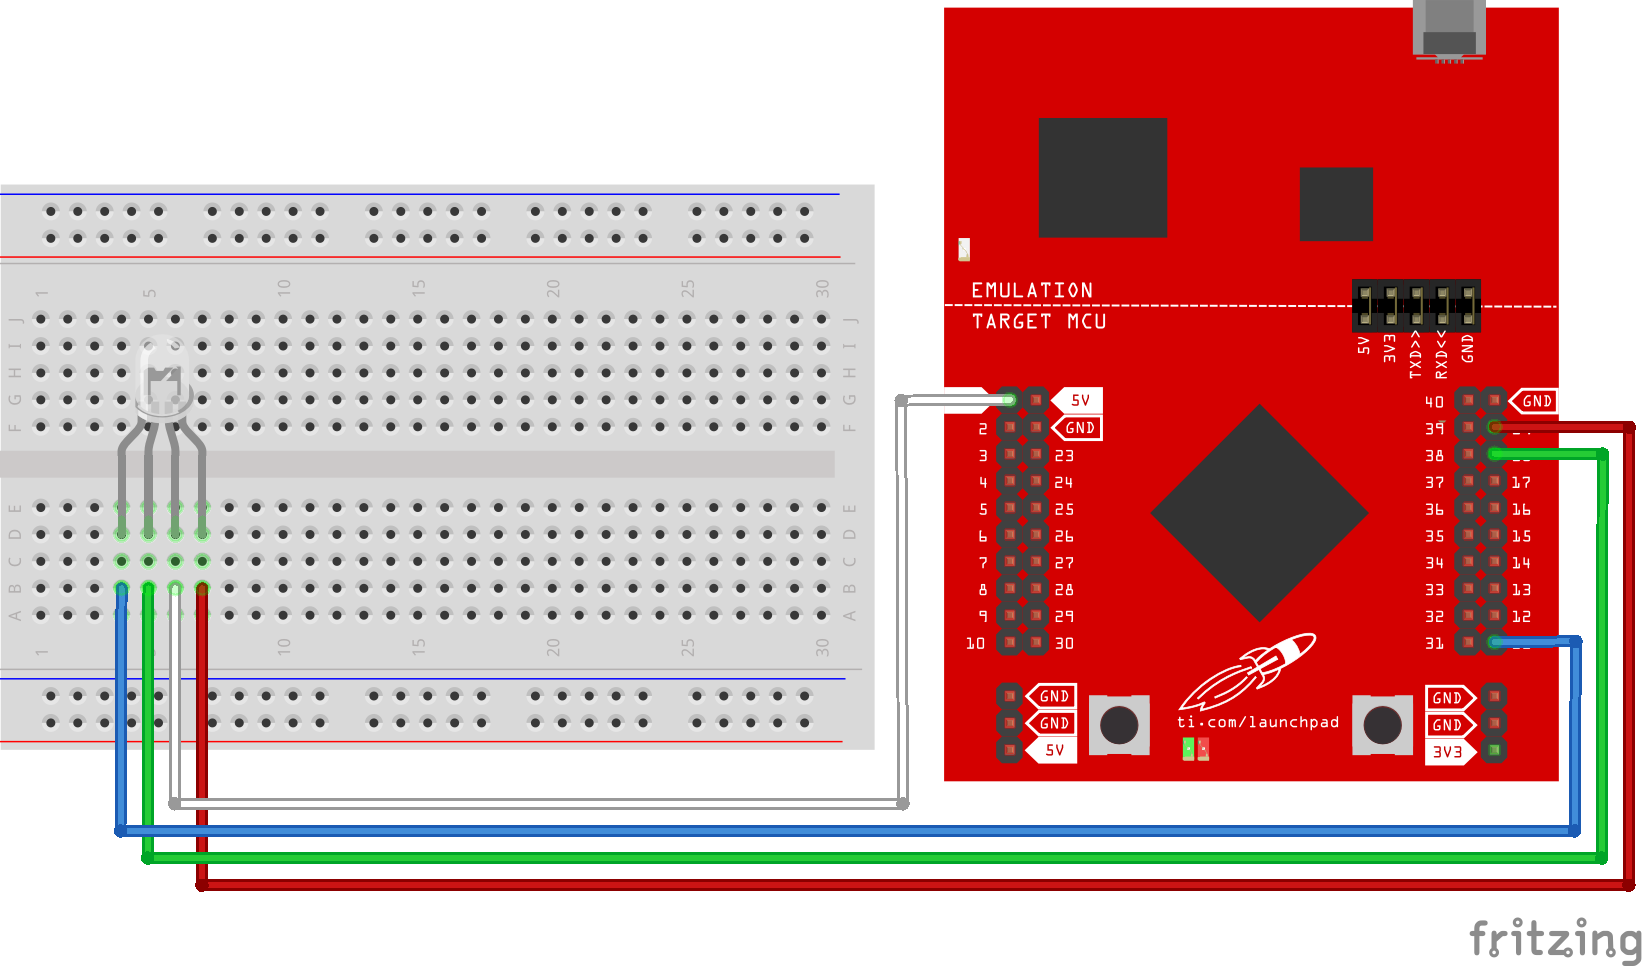 1 5 10 15 20 25 30
J J
I I
H H
G G
F F
E E
D D
C C
B B
A A
1 10 15 20 25 30
EMULATION
TARGET MCU
5V 3V3 TXD>> RXD<< GND
5V 40 GND
2 GND 39
3 23 38
4 24 37 17
5 25 36 16
6 26 35 15
7 27 34 14
8 28 33 13
9 29 32 12
10 30 31
GND GND
GND ti.com/launchpad GND
5V 3V3
fritzing